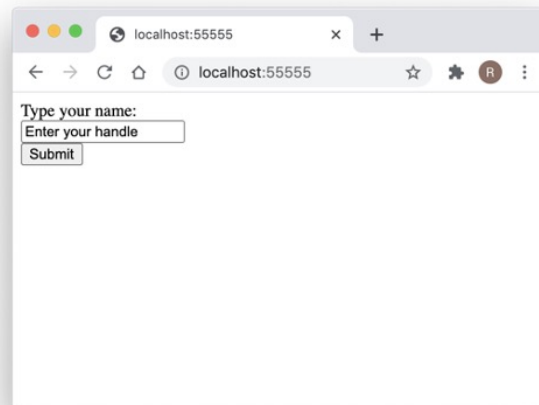 localhost:55555
localhost:55555
R
Type your name:
Enter your handle
Submit